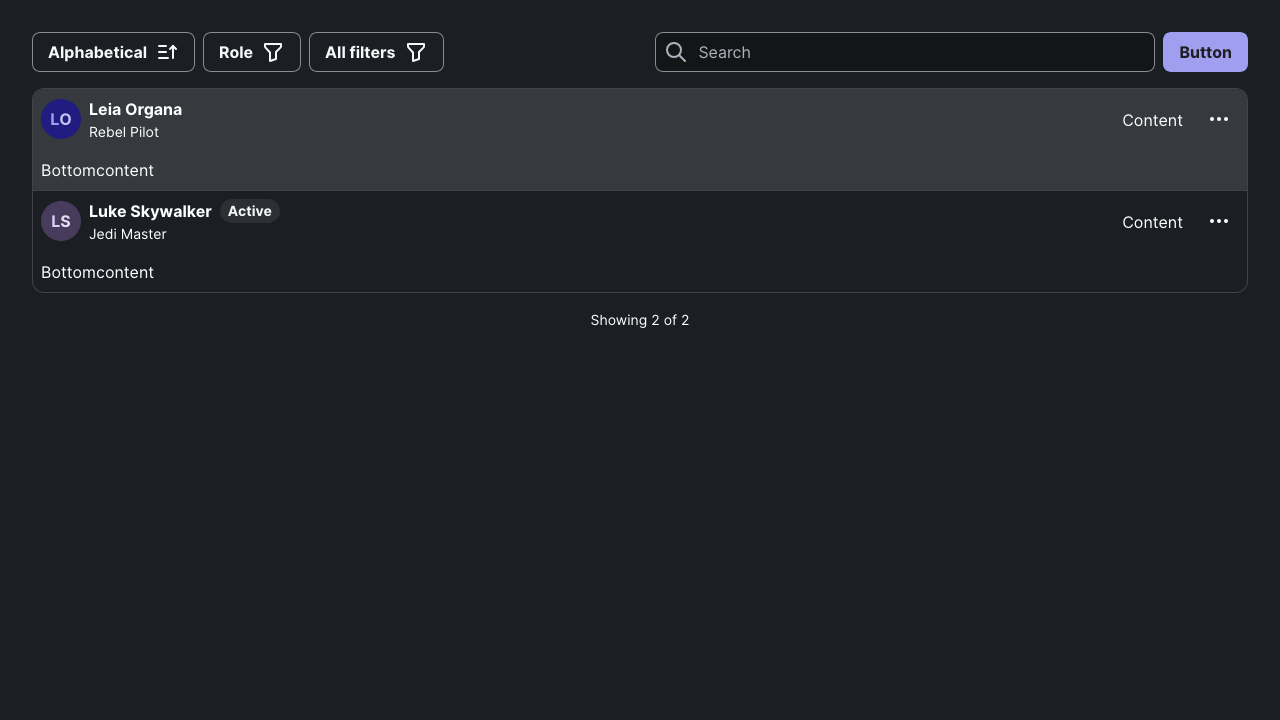 Alphabetical Role All filters Search Button
LO Leia Organa
Rebel Pilot
Content
Bottomcontent
LS Luke Skywalker Active
Jedi Master
Content
Bottomcontent
Showing 2 of 2